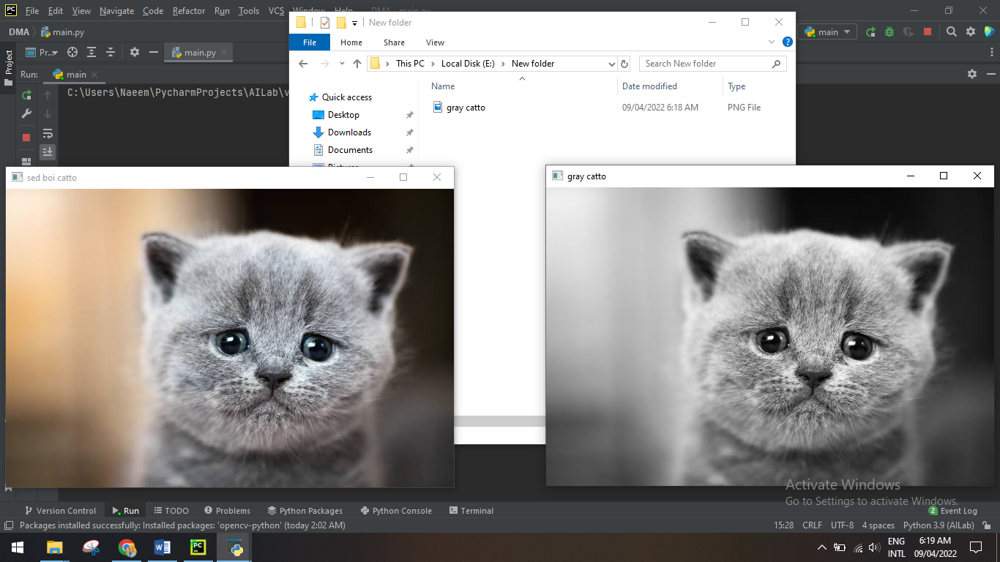 PC File Edit View Navigate Code Refactor Run Tools VCS Window Help DMA - main.py
DMA main.py
main
Project
Pr... main.py
Run: main
C:\Users\Naeem\PycharmProjects\AILab\v
New folder
File Home Share View
This PC Local Disk (E:) New folder
Search New folder
Name Date modified Type
gray catto 09/04/2022 6:18 AM PNG File
Quick access
Desktop
Downloads
Documents
Pictures
sed boi catto
gray catto
Activate Windows
Go to Settings to activate Windows.
Version Control Run TODO Problems Python Packages Python Console Terminal 2 Event Log
Packages installed successfully: Installed packages: 'opencv-python' (today 2:02 AM) 15:28 CRLF UTF-8 4 spaces Python 3.9 (AILab)
W PC
ENG 6:19 AM
INTL 09/04/2022